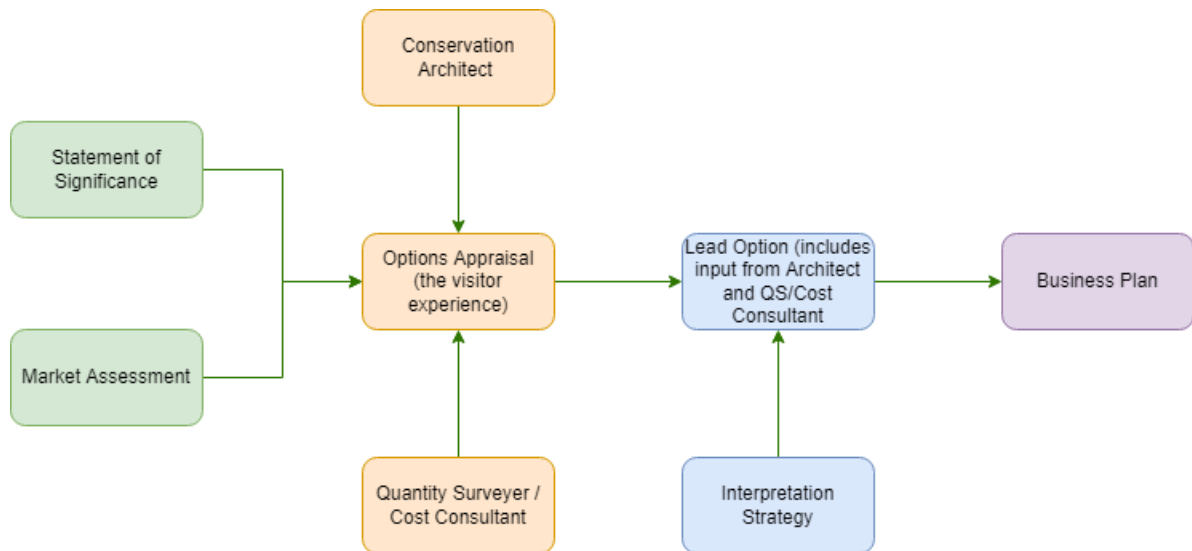 Conservation
Architect
Statement of
Significance
Options Appraisal
(the visitor
experience)
Lead Option (includes
input from Architect
and QS/Cost
Consultant
Business Plan
Market Assessment
Quantity Surveyer /
Cost Consultant
Interpretation
Strategy